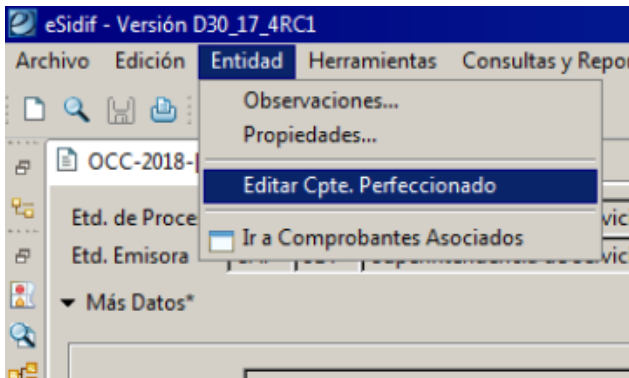 eSidif - Versión D30_17_4RC1
Archivo Edición Entidad Herramientas Consultas y Repor
Observaciones...
Propiedades...
OCC-2018-
Editar Cpte. Perfeccionado
Etd. de Proce
Ir a Comprobantes Asociados
Etd. Emisora
Más Datos*